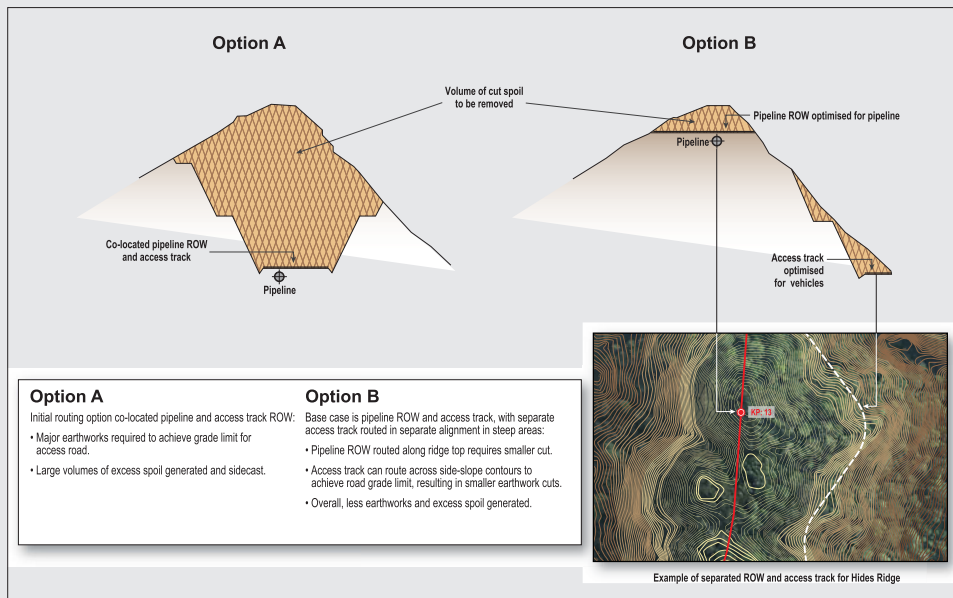 Option A
Option B
Volume of cut spoil
to be removed
Pipeline ROW optimised for pipeline
Pipeline
Co-located pipeline ROW
and access track
Pipeline
Access track
optimised
for vehicles
Option A
Initial routing option co-located pipeline and access track ROW:
• Major earthworks required to achieve grade limit for
access road.
• Large volumes of excess spoil generated and sidecast.
Option B
Base case is pipeline ROW and access track, with separate
access track routed in separate alignment in steep areas:
• Pipeline ROW routed along ridge top requires smaller cut.
• Access track can route across side-slope contours to
achieve road grade limit, resulting in smaller earthwork cuts.
• Overall, less earthworks and excess spoil generated.
KP: 13
Example of separated ROW and access track for Hides Ridge